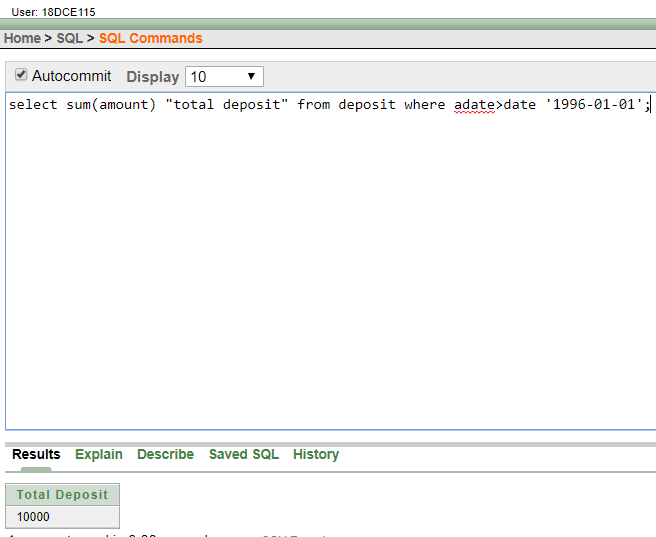 User: 18DCE115
Home > SQL > SQL Commands
Autocommit Display 10
select sum(amount) "total deposit" from deposit where adate>date '1996-01-01';
Results Explain Describe Saved SQL History
Total Deposit
10000